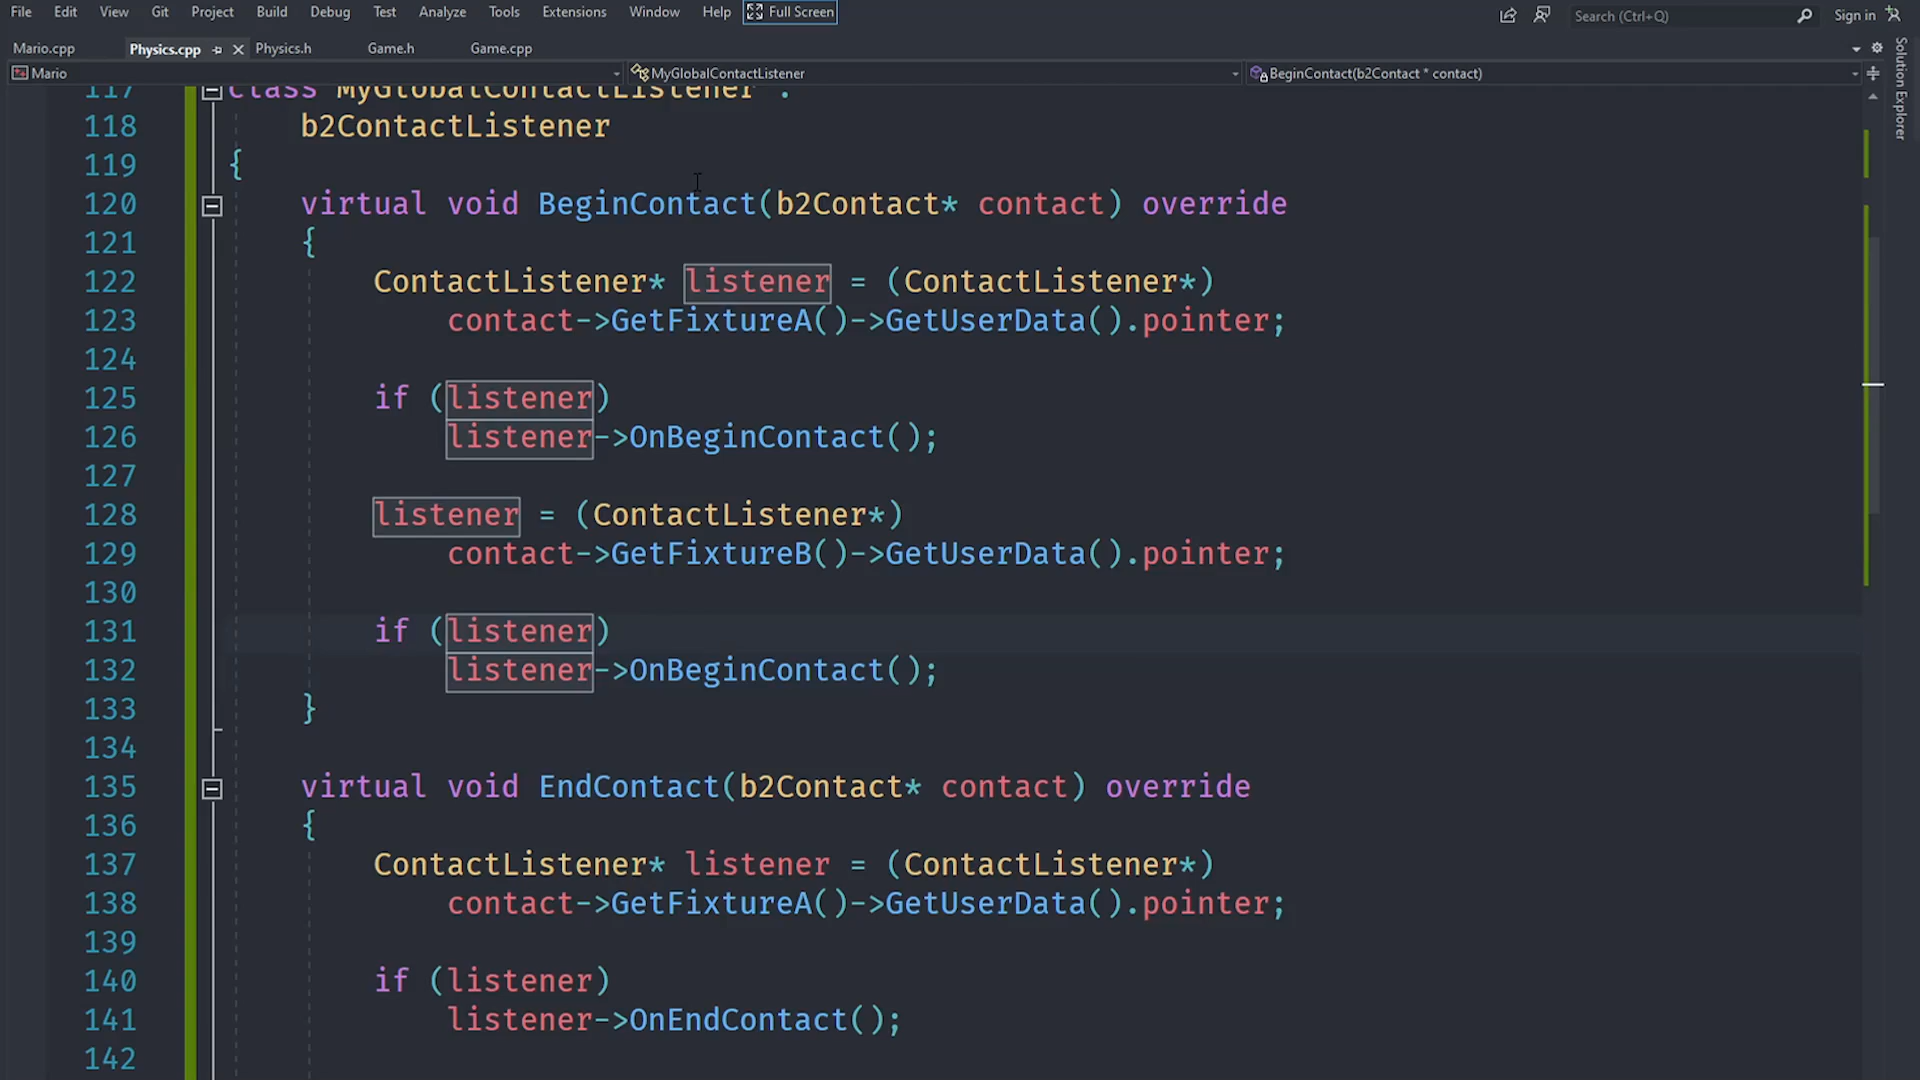 File Edit View Git Project Build Debug Test Analyze Tools Extensions Window Help Full Screen Search (Ctrl+Q) Sign in
Mario.cpp Physics.cpp Physics.h Game.h Game.cpp
Mario MyGlobalContactListener BeginContact(b2Contact * contact)
Solution Explorer
117 class MyGlobalContactListener :
118 b2ContactListener
119 {
120 virtual void BeginContact(b2Contact* contact) override
121 {
122 ContactListener* listener = (ContactListener*)
123 contact->GetFixtureA()->GetUserData().pointer;
124
125 if (listener)
126 listener->OnBeginContact();
127
128 listener = (ContactListener*)
129 contact->GetFixtureB()->GetUserData().pointer;
130
131 if (listener)
132 listener->OnBeginContact();
133 }
134
135 virtual void EndContact(b2Contact* contact) override
136 {
137 ContactListener* listener = (ContactListener*)
138 contact->GetFixtureA()->GetUserData().pointer;
139
140 if (listener)
141 listener->OnEndContact();
142